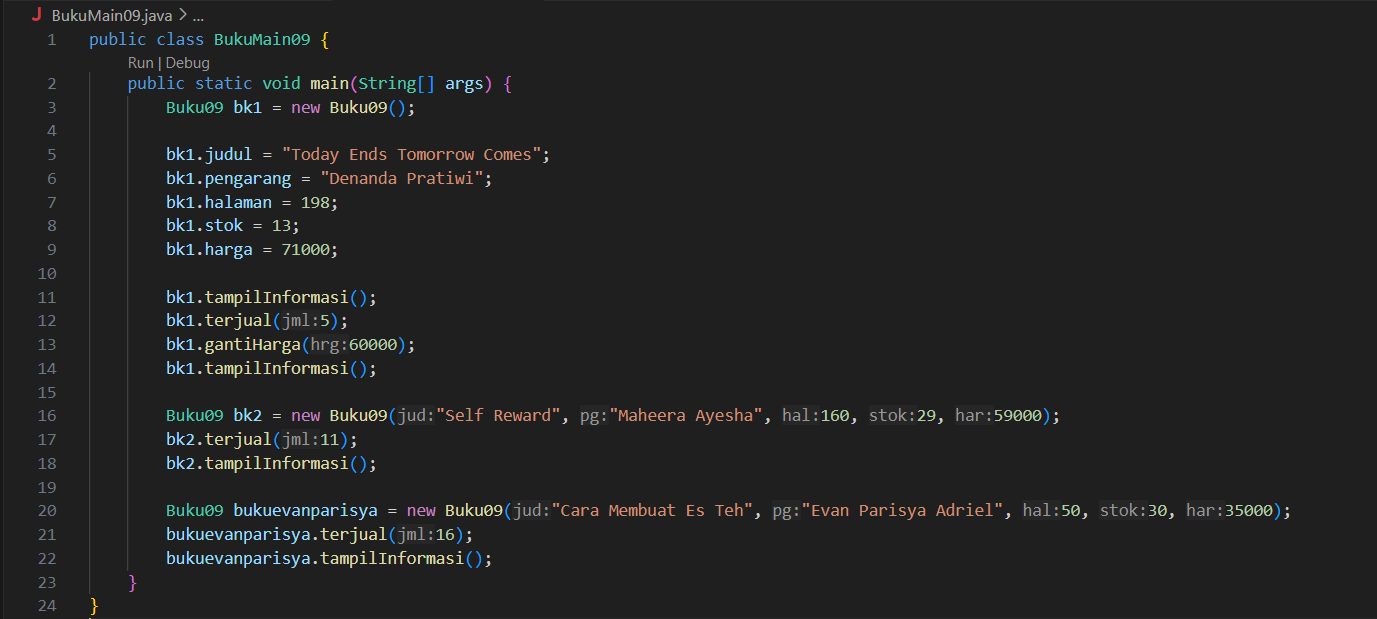 J BukuMain09.java > ...
1 public class BukuMain09 {
Run | Debug
2 public static void main(String[] args) {
3 Buku09 bk1 = new Buku09();
4
5 bk1.judul = "Today Ends Tomorrow Comes";
6 bk1.pengarang = "Denanda Pratiwi";
7 bk1.halaman = 198;
8 bk1.stok = 13;
9 bk1.harga = 71000;
10
11 bk1.tampilInformasi();
12 bk1.terjual(jml:5);
13 bk1.gantiHarga(hrg:60000);
14 bk1.tampilInformasi();
15
16 Buku09 bk2 = new Buku09(jud:"Self Reward", pg:"Maheera Ayesha", hal:160, stok:29, har:59000);
17 bk2.terjual(jml:11);
18 bk2.tampilInformasi();
19
20 Buku09 bukuevanparisya = new Buku09(jud:"Cara Membuat Es Teh", pg:"Evan Parisya Adriel", hal:50, stok:30, har:35000);
21 bukuevanparisya.terjual(jml:16);
22 bukuevanparisya.tampilInformasi();
23 }
24 }